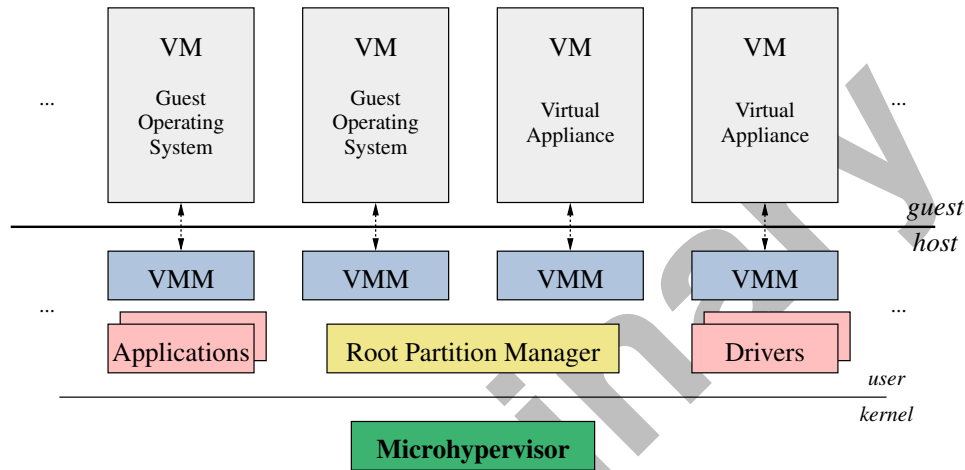 VM
VM
VM
VM
...
Guest
Operating
System
Guest
Operating
System
Virtual
Appliance
Virtual
Appliance
...
guest
host
VMM
VMM
VMM
VMM
...
...
Applications
Root Partition Manager
Drivers
user
kernel
Microhypervisor
inary